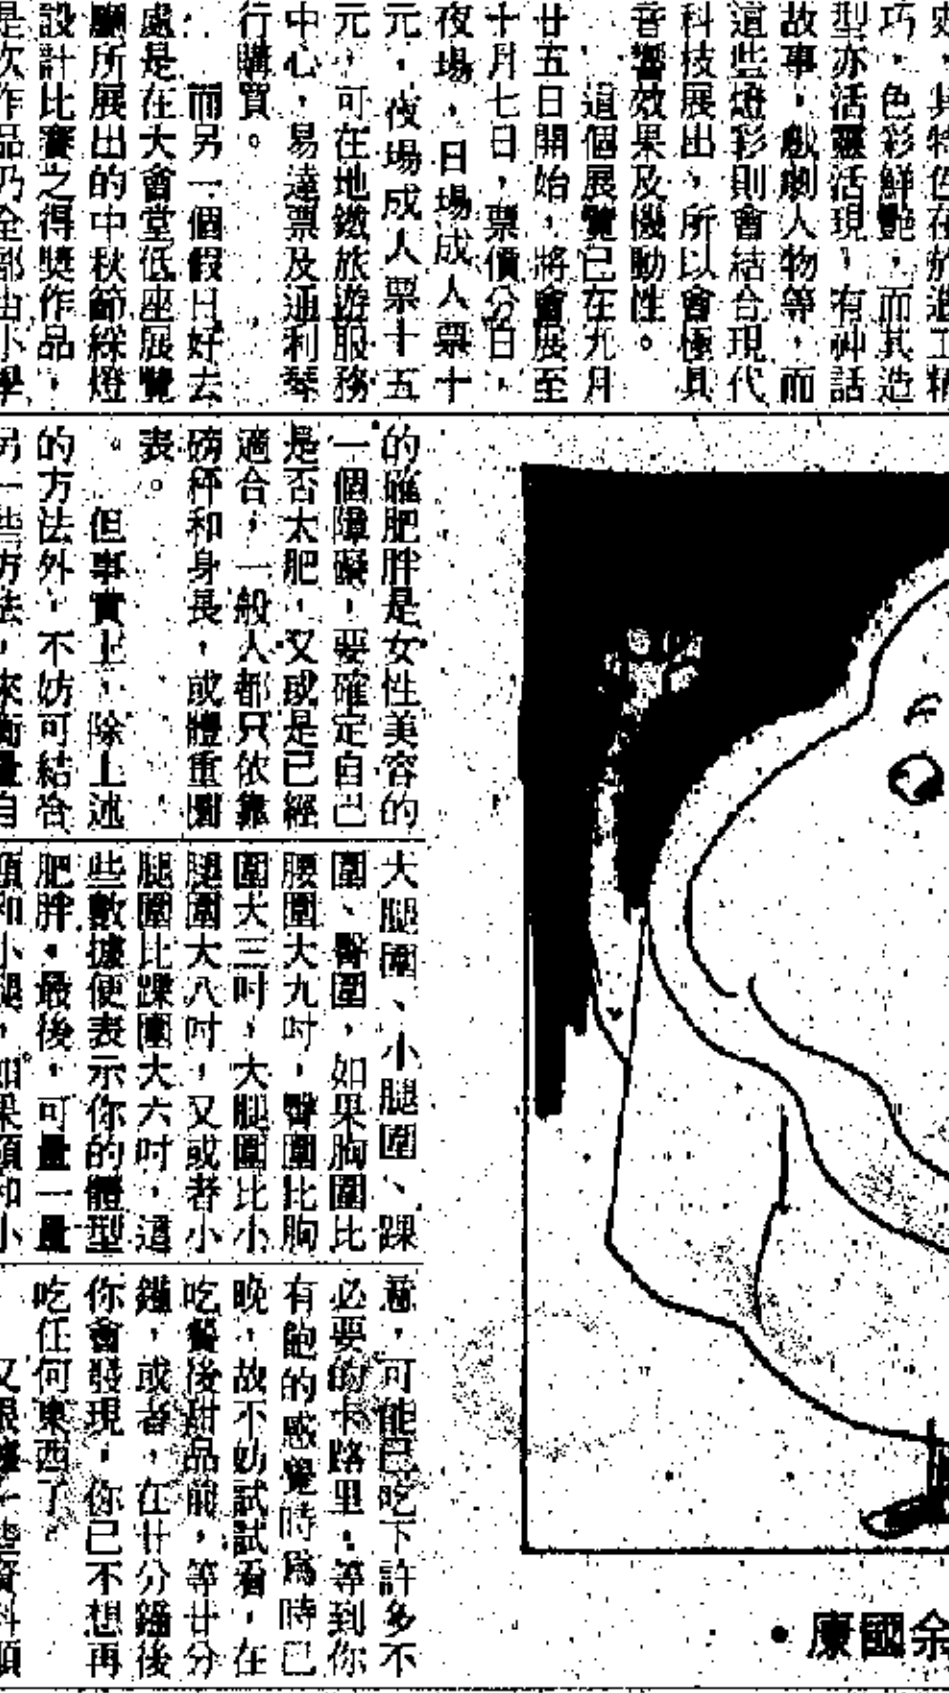 巧，色彩鮮艷，而其造
型亦活靈活現，有神話
故事，戲劇人物等，而
這些燈彩則會結合現代
科技展出，所以會極具
音響效果及機動性。
這個展覽已在九月
廿五日開始，將會展至
十月七日，票價分日，
夜場，日場成人票十
元，夜場成人票十五
元，可在地鐵旅遊服務
中心，易達票及通利琴
行購買。
而另一個假日好去
處是在大會堂低座展覽
廳所展出的中秋節綵燈
設計比賽之得獎作品，
是次作品乃全部由小學
的確肥胖是女性美容的
一個障礙，要確定自己
是否太肥，又或是已經
適合，一般人都只依靠
磅秤和身長，或體重圍
表。
但事實上，除上述
的方法外，不妨可結合
另一些方法，來衡量自
大腿圍、小腿圍、踝
圍、臀圍，如果胸圍比
腰圍大九吋，臀圍比胸
圍大三吋，大腿圍比小
腿圍大八吋，又或者小
腿圍比踝圍大六吋，這
些數據便表示你的體型
肥胖。最後，可量一量
頸和小腿，如果頸和小
意，可能已吃下許多不
必要的卡路里，等到你
有飽的感覺時爲時已
晚，故不妨試試看，在
吃餐後甜品前，等廿分
鐘，或者，在廿分鐘後
你會發現，你已不想再
吃任何東西了
又根據一些資料顯
•康國余